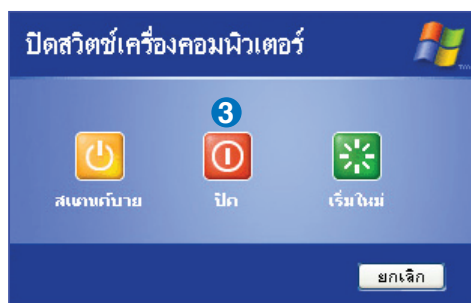 ปิดสวิตช์เครื่องคอมพิวเตอร์
3
สแตนด์บาย
ปิด
เริ่มใหม่
ยกเลิก